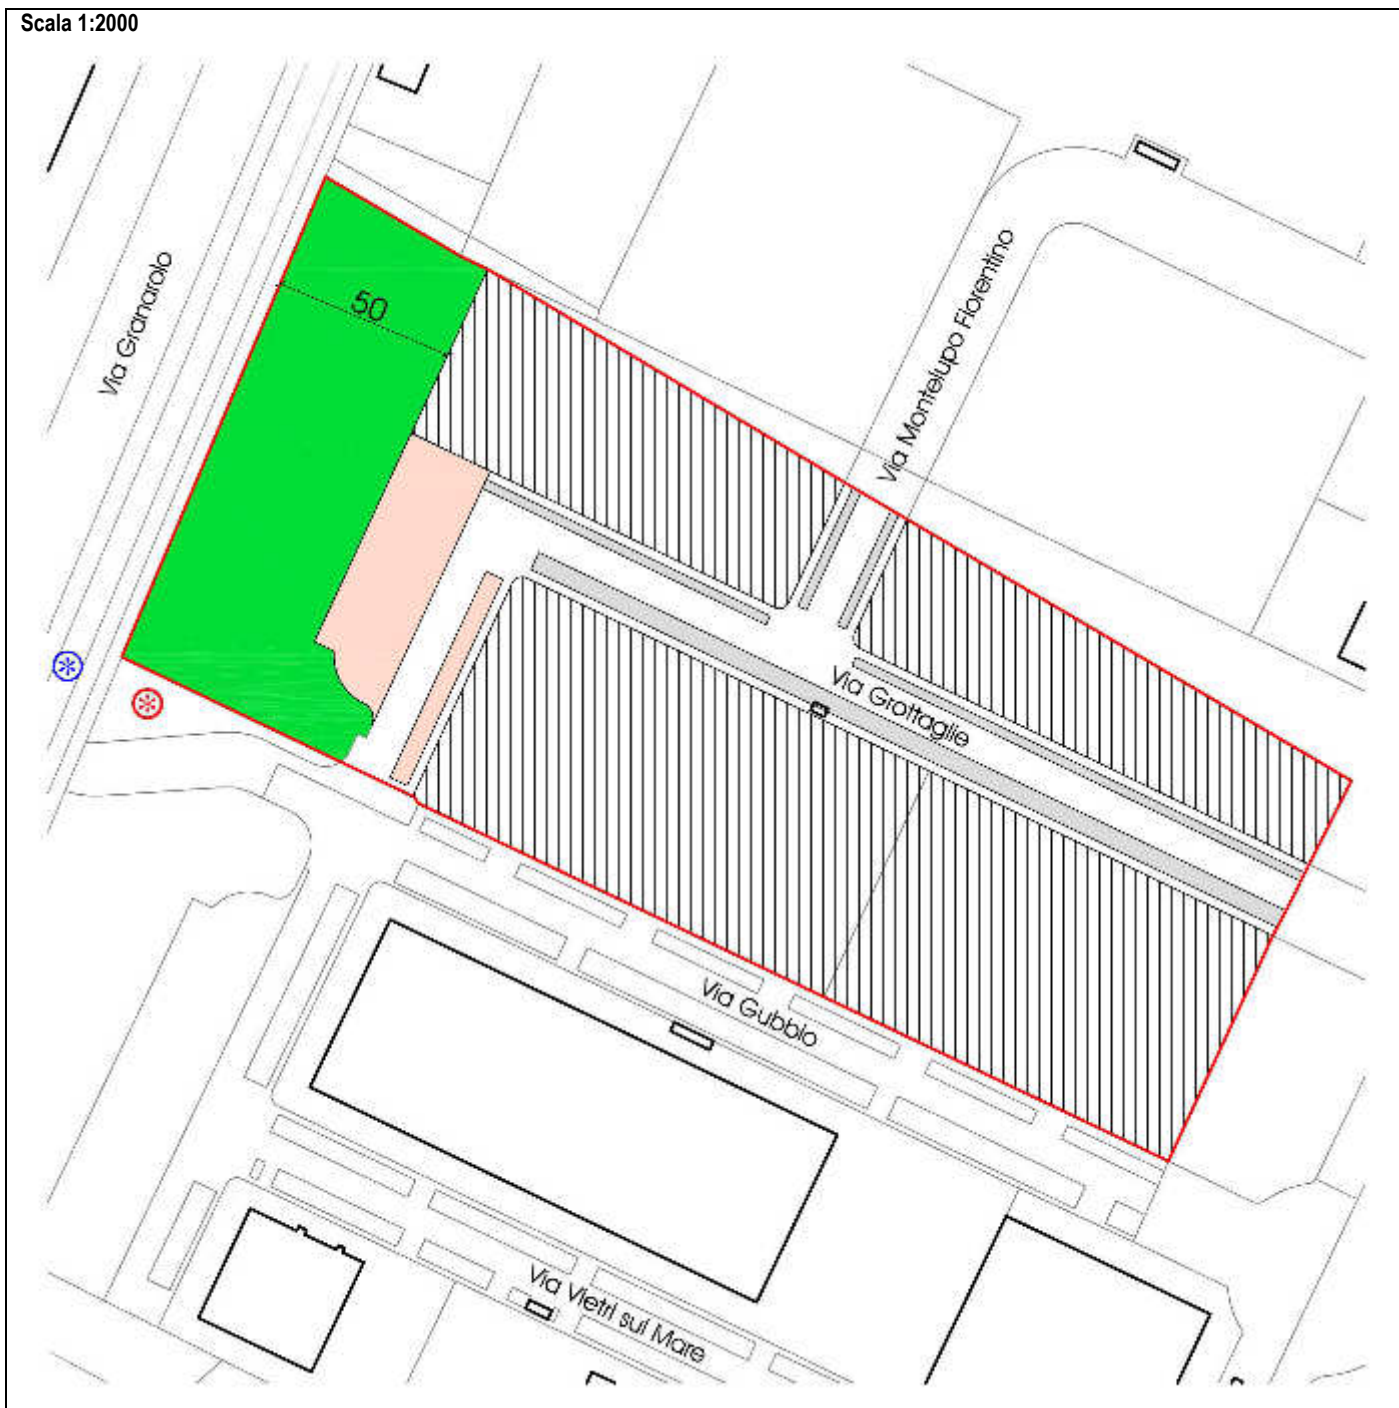 Scala 1:2000
50
Via Granarolo
Via Montelupo Fiorentino
Via Grottaglie
Via Gubbio
Via Vietri sul Mare